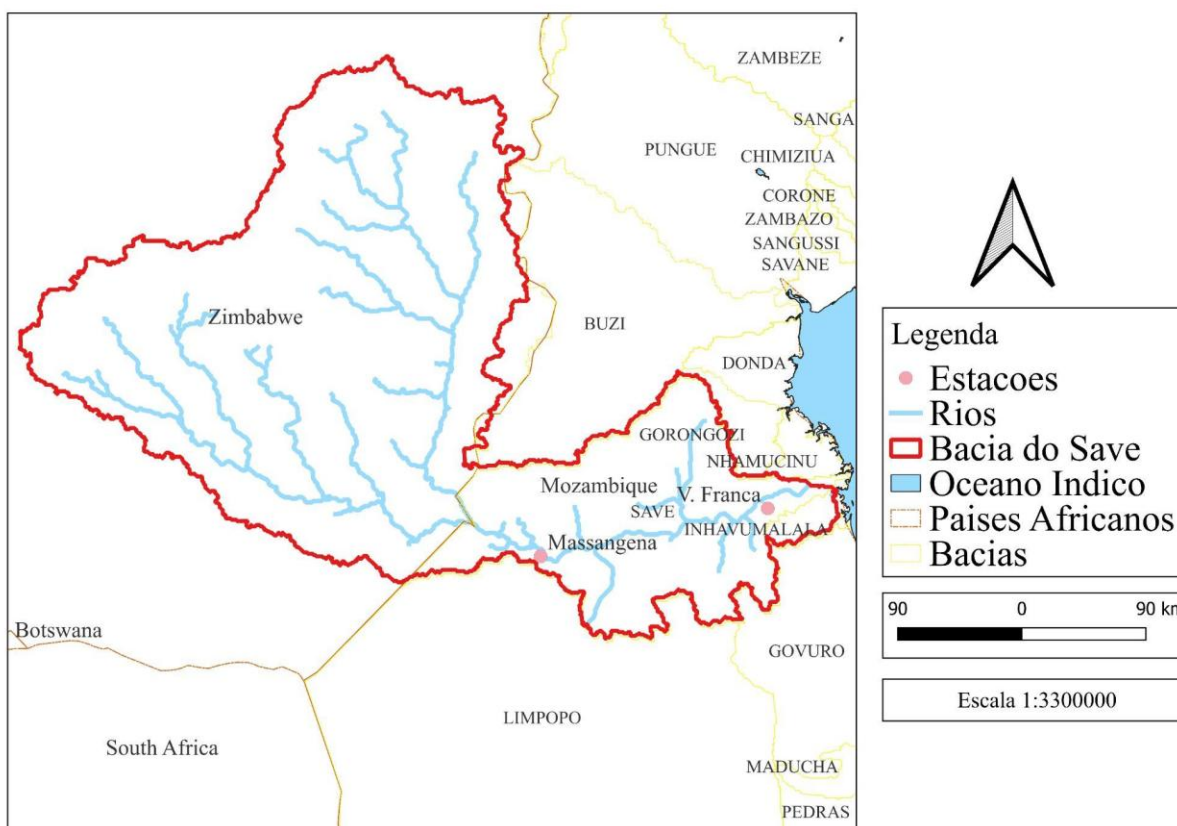 ZAMBEZE
SANGA
PUNGUE
CHIMIZIUA
CORONE
ZAMBAZO
SANGUSSI
SAVANE
Zimbabwe
BUZI
DONDA
GORONGOZI
NHAMUCINU
Mozambique
V. Franca
SAVE
INHAVUMALALA
Massangena
Botswana
GOVURO
LIMPOPO
South Africa
MADUCHA
PEDRAS
Legenda
Estacoes
Rios
Bacia do Save
Oceano Indico
Paises Africanos
Bacias
90 0 90 km
Escala 1:3300000